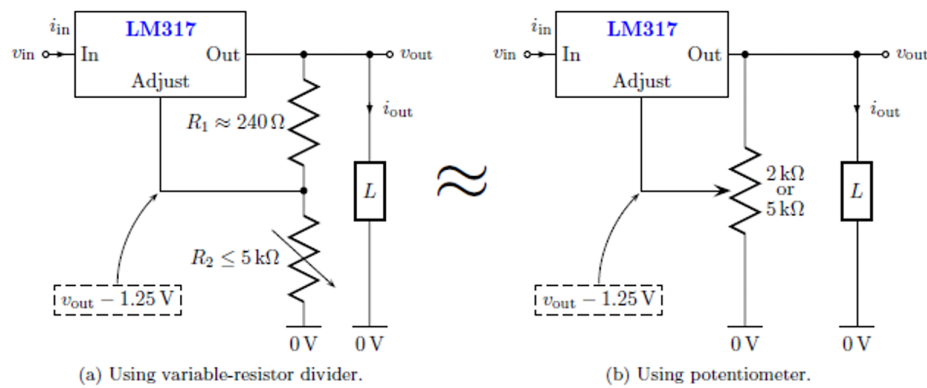 i_in
LM317
v_in
In
Out
v_out
Adjust
R_1 ≈ 240 Ω
i_out
L
R_2 ≤ 5 kΩ
v_out − 1.25 V
0 V
0 V
(a) Using variable-resistor divider.
≈
i_in
LM317
v_in
In
Out
v_out
Adjust
i_out
2 kΩ
or
5 kΩ
L
v_out − 1.25 V
0 V
0 V
(b) Using potentiometer.